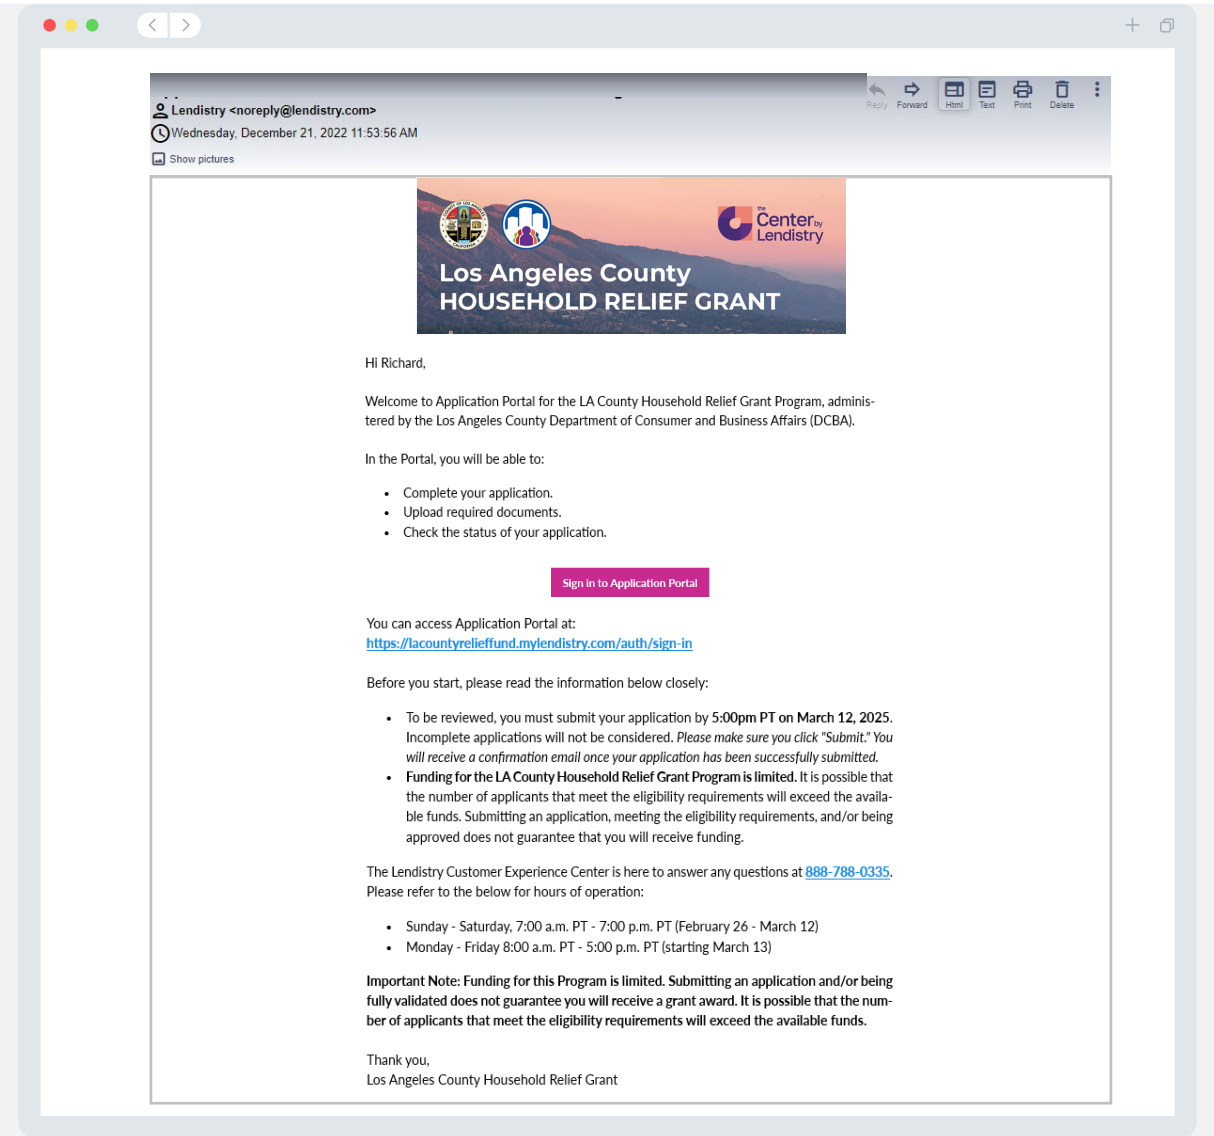 Lendistry <noreply@lendistry.com>
Wednesday, December 21, 2022 11:53:56 AM
Show pictures
Reply Forward Html Text Print Delete
COUNTY OF LOS ANGELES
CALIFORNIA
the
Center by
Lendistry
Los Angeles County
HOUSEHOLD RELIEF GRANT
Hi Richard,
Welcome to Application Portal for the LA County Household Relief Grant Program, adminis-
tered by the Los Angeles County Department of Consumer and Business Affairs (DCBA).
In the Portal, you will be able to:
• Complete your application.
• Upload required documents.
• Check the status of your application.
Sign in to Application Portal
You can access Application Portal at:
https://lacountyrelieffund.mylendistry.com/auth/sign-in
Before you start, please read the information below closely:
• To be reviewed, you must submit your application by 5:00pm PT on March 12, 2025.
Incomplete applications will not be considered. Please make sure you click "Submit." You
will receive a confirmation email once your application has been successfully submitted.
• Funding for the LA County Household Relief Grant Program is limited. It is possible that
the number of applicants that meet the eligibility requirements will exceed the availa-
ble funds. Submitting an application, meeting the eligibility requirements, and/or being
approved does not guarantee that you will receive funding.
The Lendistry Customer Experience Center is here to answer any questions at 888-788-0335.
Please refer to the below for hours of operation:
• Sunday - Saturday, 7:00 a.m. PT - 7:00 p.m. PT (February 26 - March 12)
• Monday - Friday 8:00 a.m. PT - 5:00 p.m. PT (starting March 13)
Important Note: Funding for this Program is limited. Submitting an application and/or being
fully validated does not guarantee you will receive a grant award. It is possible that the num-
ber of applicants that meet the eligibility requirements will exceed the available funds.
Thank you,
Los Angeles County Household Relief Grant